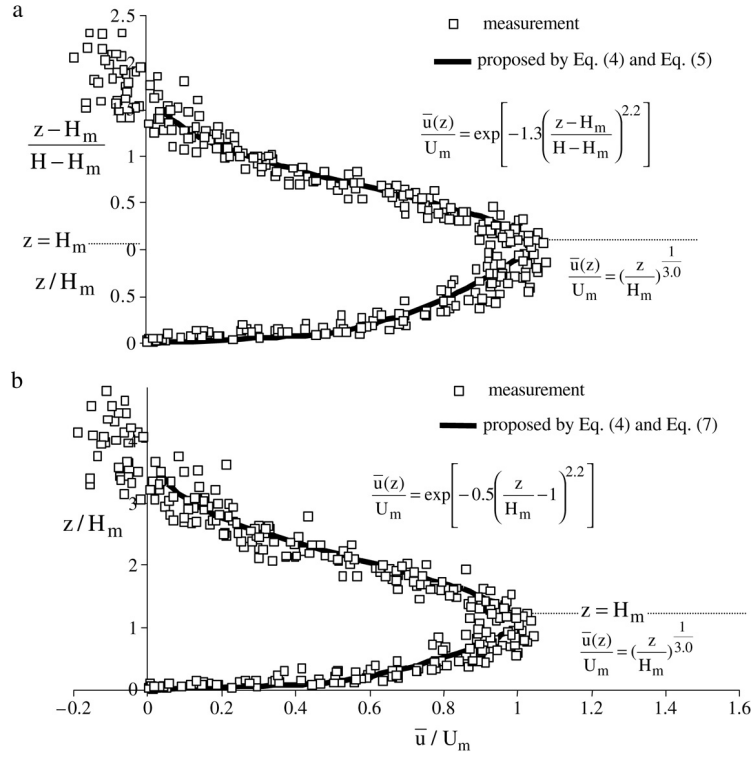 a
2.5
measurement
2
proposed by Eq. (4) and Eq. (5)
u̅(z)/Uₘ = exp[−1.3((z−Hₘ)/(H−Hₘ))^2.2]
(z−Hₘ)/(H−Hₘ)
1
0.5
z = Hₘ
0
z/Hₘ
u̅(z)/Uₘ = (z/Hₘ)^(1/3.0)
0.5
0
b
measurement
proposed by Eq. (4) and Eq. (7)
4
u̅(z)/Uₘ = exp[−0.5(z/Hₘ−1)^2.2]
3
z/Hₘ
2
z = Hₘ
1
u̅(z)/Uₘ = (z/Hₘ)^(1/3.0)
0
−0.2 0 0.2 0.4 0.6 0.8 1 1.2 1.4 1.6
u̅/Uₘ